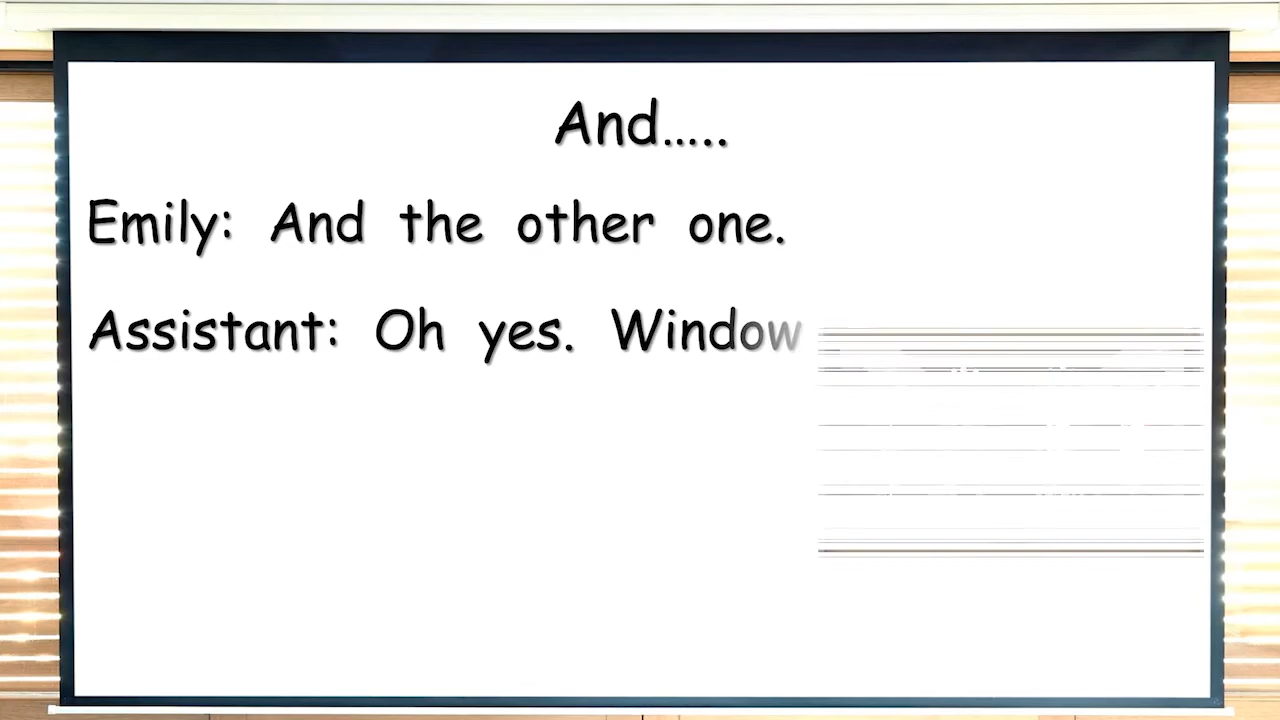 And.....
Emily: And the other one.
Assistant: Oh yes. Window